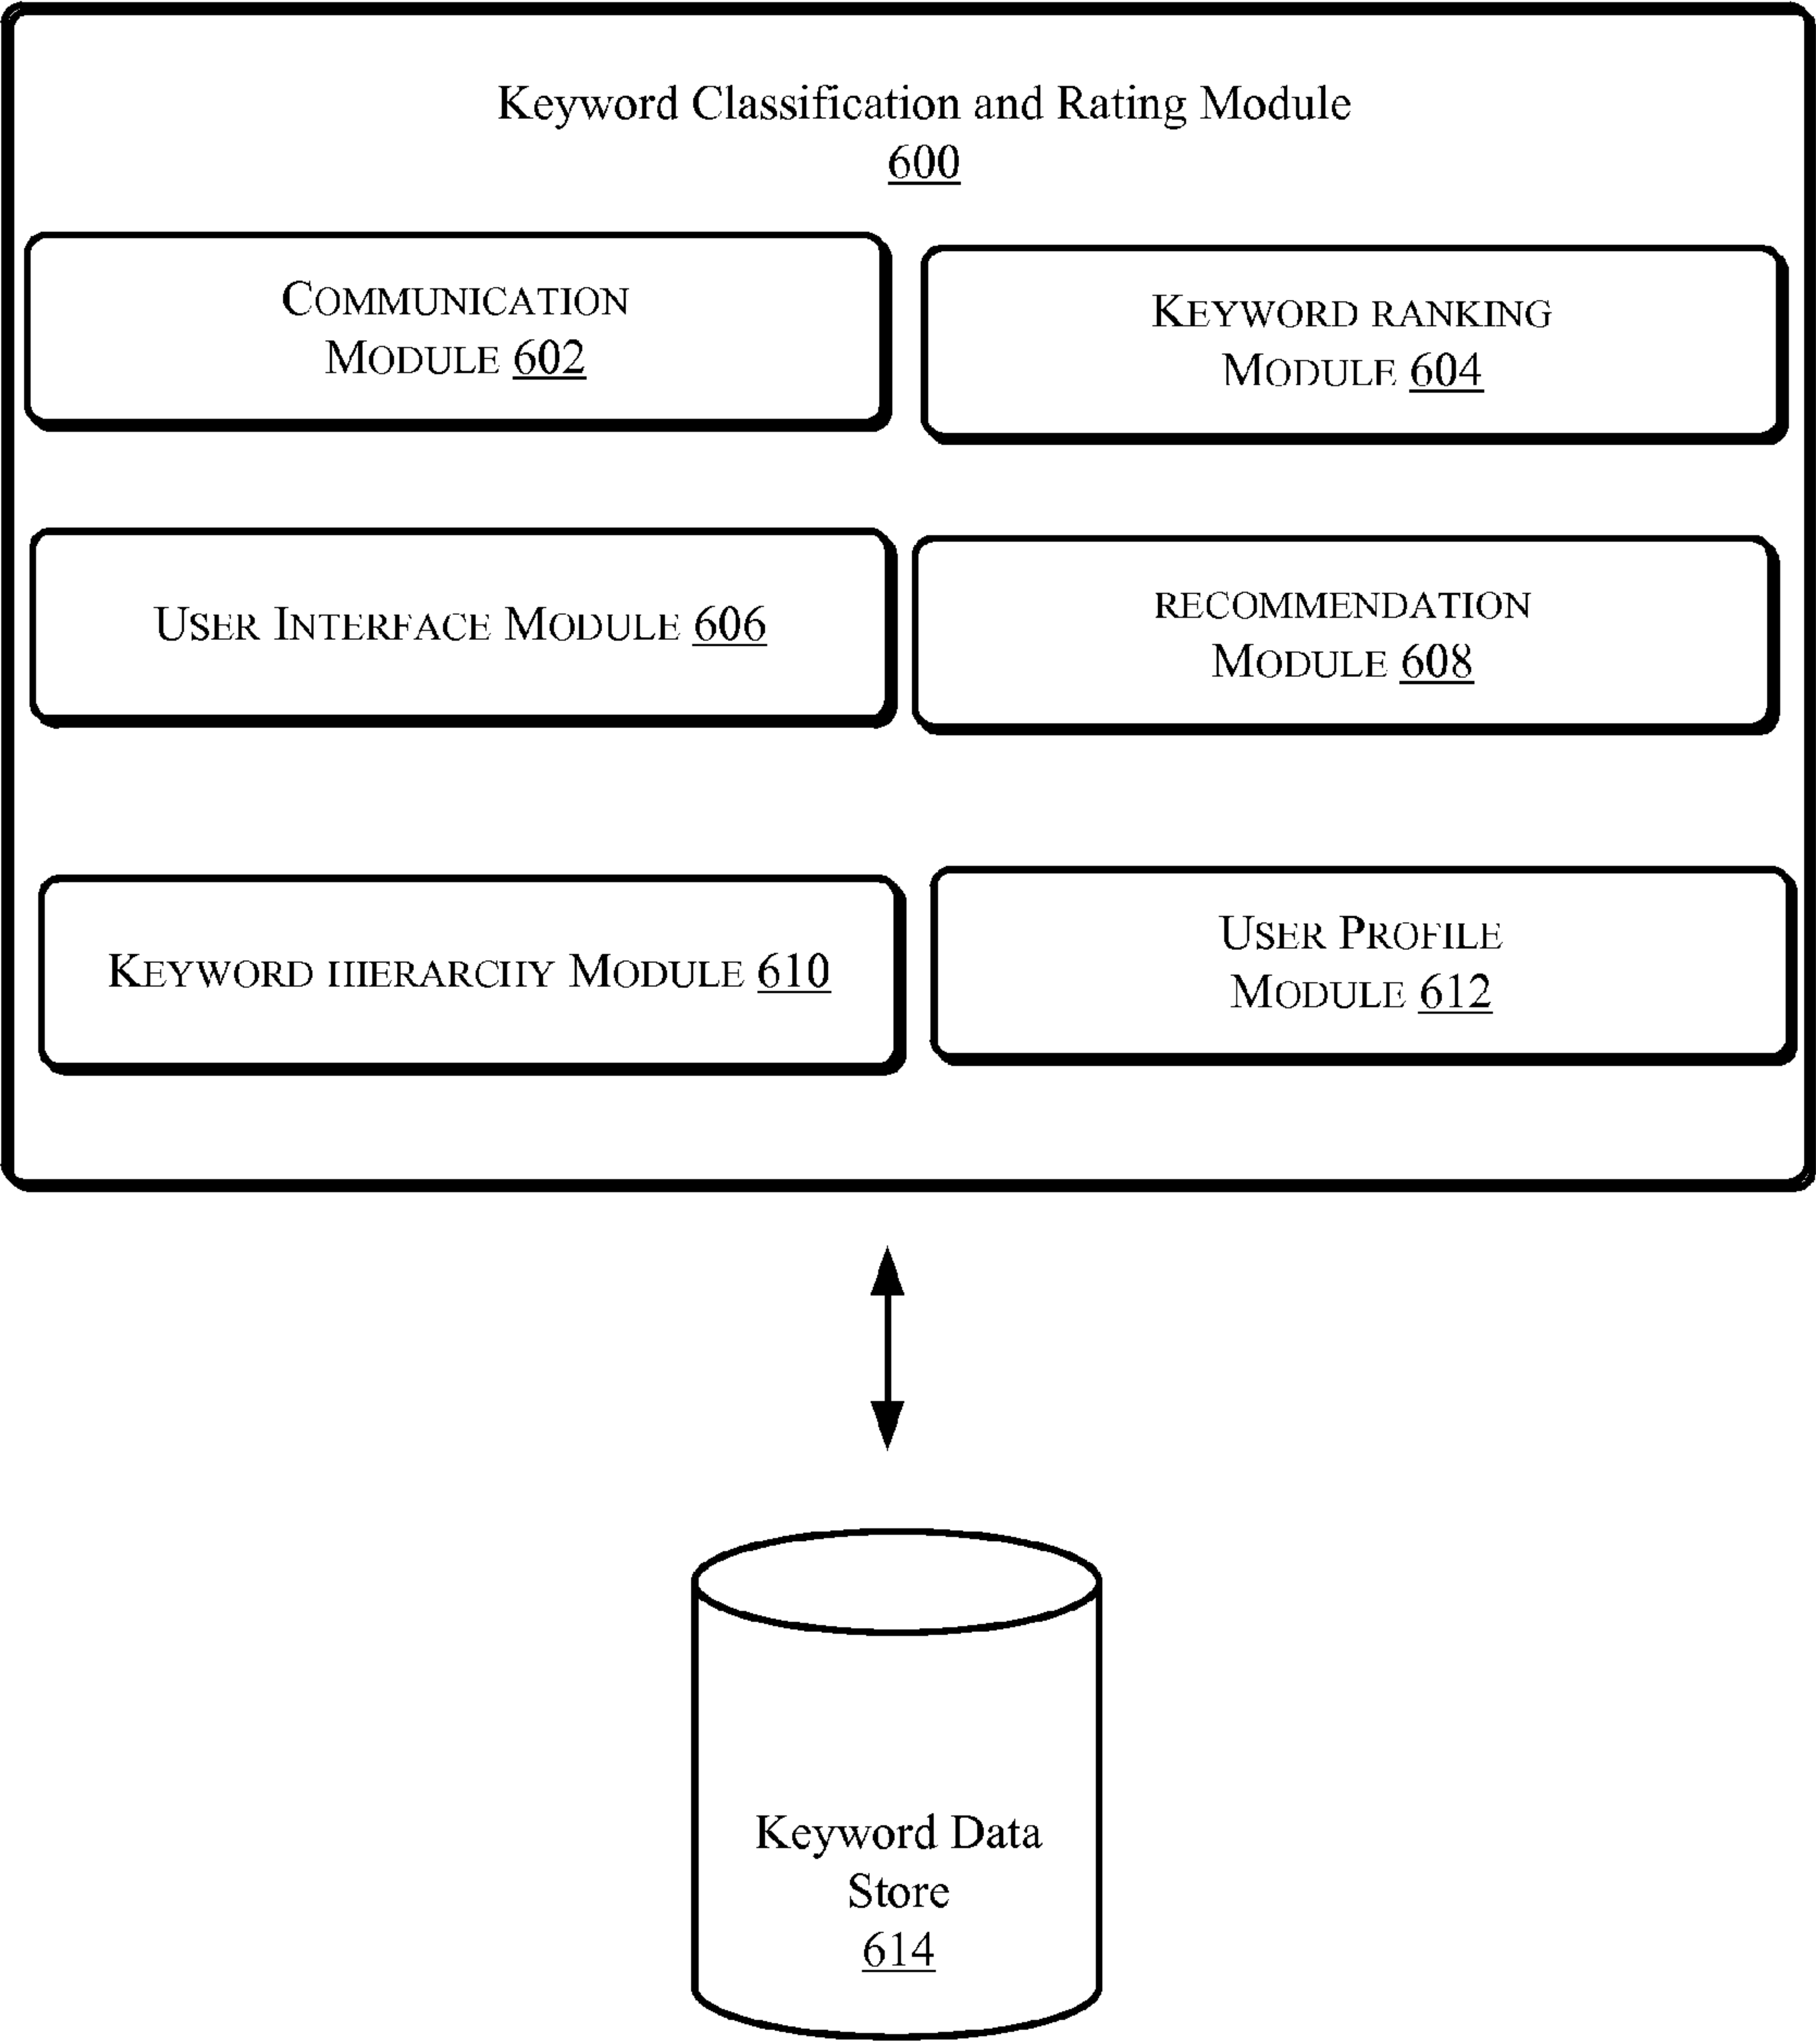 Keyword Classification and Rating Module
600
COMMUNICATION
MODULE 602
KEYWORD RANKING
MODULE 604
USER INTERFACE MODULE 606
RECOMMENDATION
MODULE 608
KEYWORD HIERARCHY MODULE 610
USER PROFILE
MODULE 612
Keyword Data
Store
614